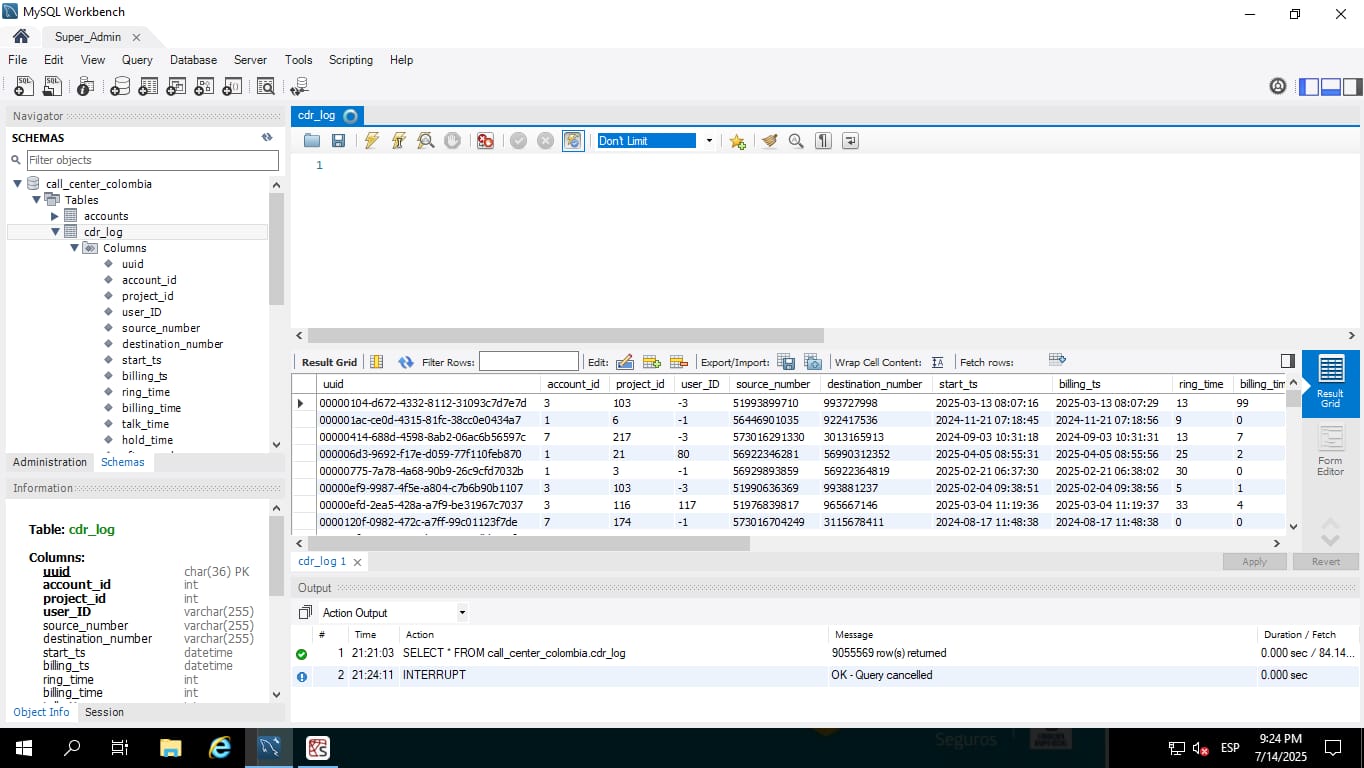 MySQL Workbench
Super_Admin
File Edit View Query Database Server Tools Scripting Help
Navigator
SCHEMAS
Filter objects
call_center_colombia
Tables
accounts
cdr_log
Columns
uuid
account_id
project_id
user_ID
source_number
destination_number
start_ts
billing_ts
ring_time
billing_time
talk_time
hold_time
Administration Schemas
Information
Table: cdr_log
Columns:
uuid char(36) PK
account_id int
project_id int
user_ID varchar(255)
source_number varchar(255)
destination_number varchar(255)
start_ts datetime
billing_ts datetime
ring_time int
billing_time int
Object Info Session
cdr_log
Don't Limit
1
Result Grid Filter Rows: Edit: Export/Import: Wrap Cell Content: Fetch rows:
uuid account_id project_id user_ID source_number destination_number start_ts billing_ts ring_time billing_tim
00000104-d672-4332-8112-31093c7d7e7d 3 103 -3 51993899710 993727998 2025-03-13 08:07:16 2025-03-13 08:07:29 13 99
000001ac-ce0d-4315-81fc-38cc0e0434a7 1 6 -1 56446901035 922417536 2024-11-21 07:18:45 2024-11-21 07:18:56 9 0
00000414-688d-4598-8ab2-06ac6b56597c 7 217 -3 573016291330 3013165913 2024-09-03 10:31:18 2024-09-03 10:31:31 13 7
000006d3-9692-f17e-d059-77f110feb870 1 21 80 56922346281 56990312352 2025-04-05 08:55:31 2025-04-05 08:55:56 25 2
00000775-7a78-4a68-90b9-26c9cfd7032b 1 3 -1 56929893859 56922364819 2025-02-21 06:37:30 2025-02-21 06:38:02 30 0
00000ef9-9987-4f5e-a804-c7b6b90b1107 3 103 -3 51990636369 993881237 2025-02-04 09:38:51 2025-02-04 09:38:56 5 1
00000efd-2ea5-428a-a7f9-be31967c7037 3 116 117 51976839817 965667146 2025-03-04 11:19:36 2025-03-04 11:19:37 33 4
0000120f-0982-472c-a7ff-99c01123f7de 7 174 -1 573016704249 3115678411 2024-08-17 11:48:38 2024-08-17 11:48:38 0 0
Result Grid
Form Editor
cdr_log 1
Apply Revert
Output
Action Output
# Time Action Message Duration / Fetch
1 21:21:03 SELECT * FROM call_center_colombia.cdr_log 9055569 row(s) returned 0.000 sec / 84.14...
2 21:24:11 INTERRUPT OK - Query cancelled 0.000 sec
Seguros
ESP
9:24 PM
7/14/2025